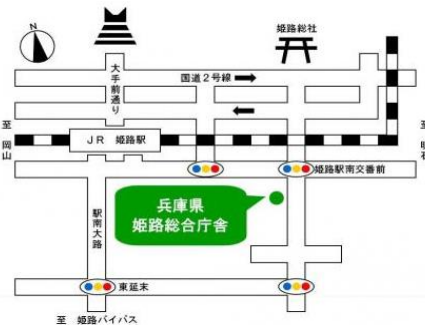 N
姫路総社
国道2号線
大手前通り
至 岡山
JR 姫路駅
至 明石
姫路駅南交番前
兵庫県
姫路総合庁舎
駅南大路
東延末
至 姫路バイパス